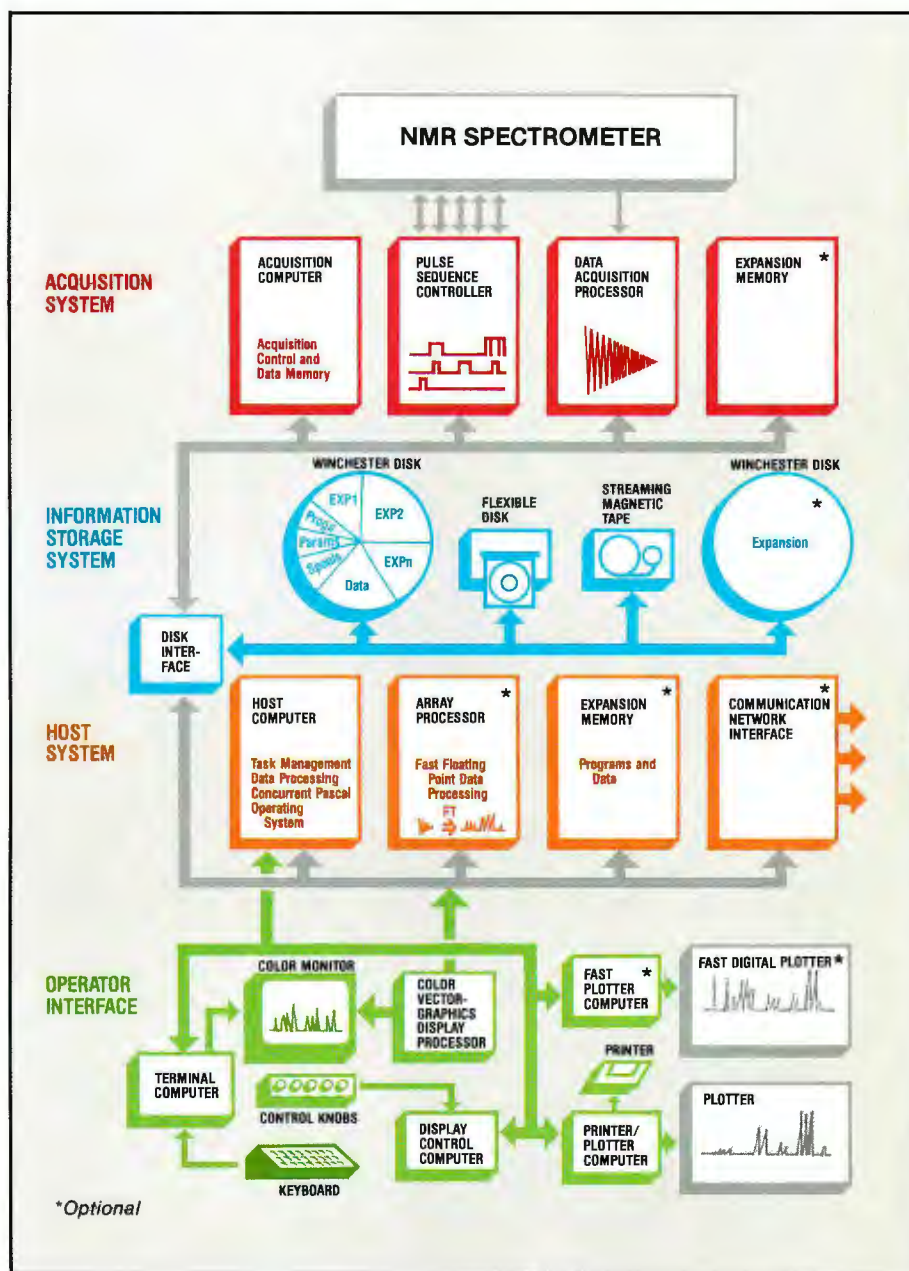 NMR SPECTROMETER
ACQUISITION
SYSTEM
ACQUISITION
COMPUTER
Acquisition
Control and
Data Memory
PULSE
SEQUENCE
CONTROLLER
DATA
ACQUISITION
PROCESSOR
EXPANSION *
MEMORY
INFORMATION
STORAGE
SYSTEM
WINCHESTER DISK
EXP1
EXP2
Progs
Params
Specs
Data
EXPn
FLEXIBLE
DISK
STREAMING
MAGNETIC
TAPE
WINCHESTER DISK
*
Expansion
DISK
INTER-
FACE
HOST
SYSTEM
HOST
COMPUTER
Task Management
Data Processing
Concurrent Pascal
Operating
System
ARRAY *
PROCESSOR
Fast Floating
Point Data
Processing
FT
EXPANSION *
MEMORY
Programs and
Data
COMMUNICATION *
NETWORK
INTERFACE
OPERATOR
INTERFACE
COLOR MONITOR
COLOR
VECTOR-
GRAPHICS
DISPLAY
PROCESSOR
FAST *
PLOTTER
COMPUTER
FAST DIGITAL PLOTTER *
TERMINAL
COMPUTER
CONTROL KNOBS
KEYBOARD
DISPLAY
CONTROL
COMPUTER
PRINTER
PRINTER/
PLOTTER
COMPUTER
PLOTTER
*Optional